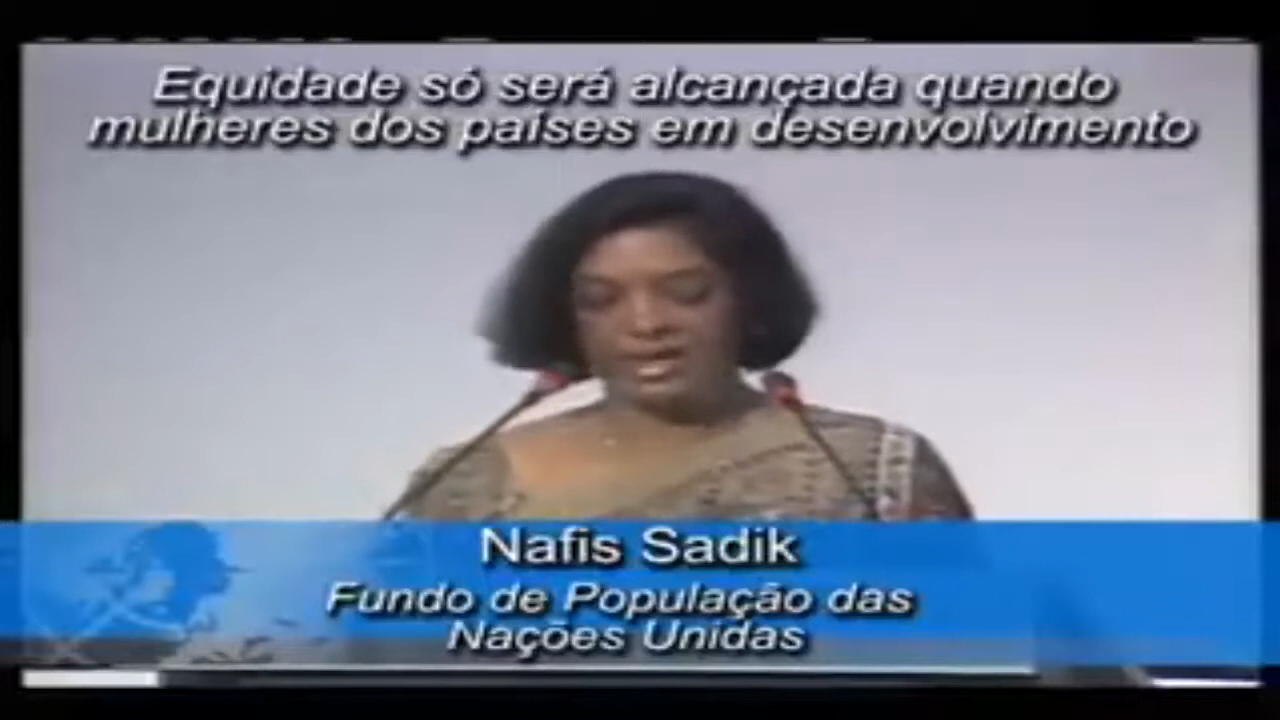 Equidade só será alcançada quando
mulheres dos países em desenvolvimento
Nafis Sadik
Fundo de População das
Nações Unidas